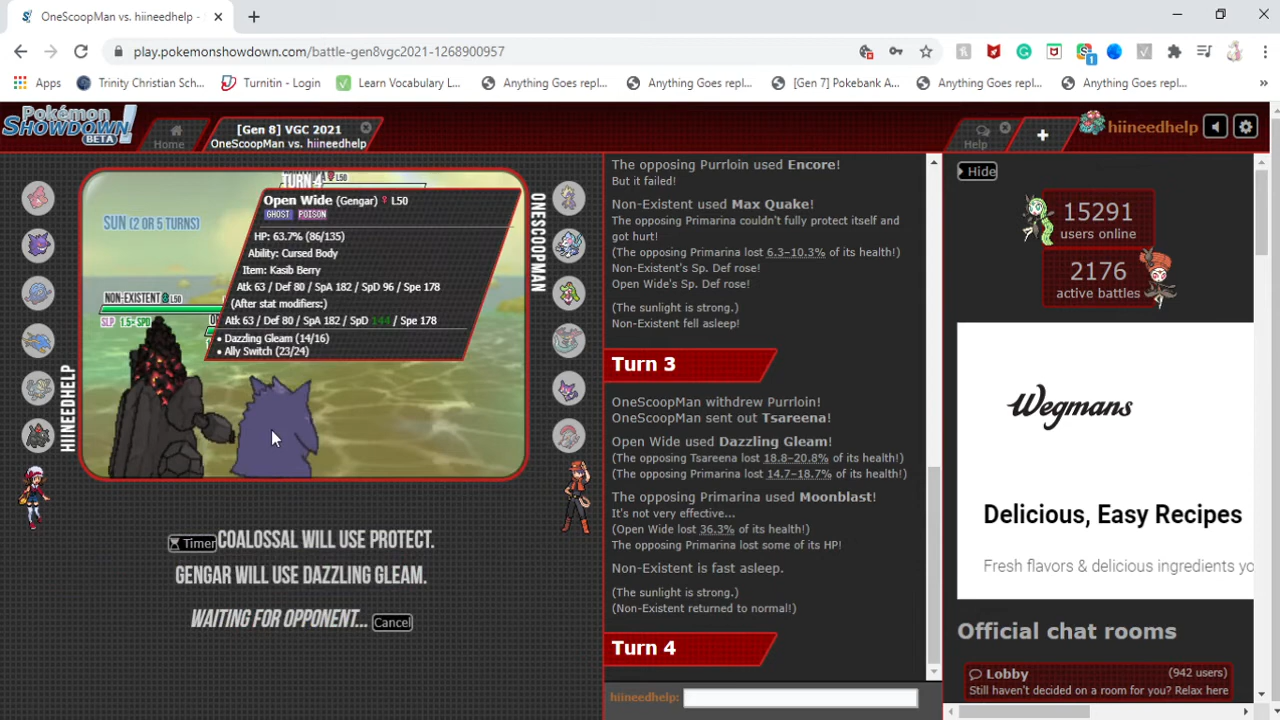 OneScoopMan vs. hiineedhelp -
play.pokemonshowdown.com/battle-gen8vgc2021-1268900957
Apps
Trinity Christian Sch...
Turnitin - Login
Learn Vocabulary L...
Anything Goes repl...
Anything Goes repl...
[Gen 7] Pokebank A...
Anything Goes repl...
Anything Goes repl...
Pokémon Showdown! BETA
Home
[Gen 8] VGC 2021
OneScoopMan vs. hiineedhelp
Help
hiineedhelp
TURN 4
L50
SUN (2 OR 5 TURNS)
Open Wide (Gengar) ♀ L50
GHOST POISON
HP: 63.7% (86/135)
Ability: Cursed Body
Item: Kasib Berry
Atk 63 / Def 80 / SpA 182 / SpD 96 / Spe 178
(After stat modifiers:)
Atk 63 / Def 80 / SpA 182 / SpD 144 / Spe 178
• Dazzling Gleam (14/16)
• Ally Switch (23/24)
NON-EXISTENT L50
SLP 1.5× SPD
HIINEEDHELP
ONESCOOPMAN
Timer
COALOSSAL WILL USE PROTECT.
GENGAR WILL USE DAZZLING GLEAM.
WAITING FOR OPPONENT... Cancel
The opposing Purrloin used Encore!
But it failed!
Non-Existent used Max Quake!
The opposing Primarina couldn't fully protect itself and
got hurt!
(The opposing Primarina lost 6.3–10.3% of its health!)
Non-Existent's Sp. Def rose!
Open Wide's Sp. Def rose!
(The sunlight is strong.)
Non-Existent fell asleep!
Turn 3
OneScoopMan withdrew Purrloin!
OneScoopMan sent out Tsareena!
Open Wide used Dazzling Gleam!
(The opposing Tsareena lost 18.8–20.8% of its health!)
(The opposing Primarina lost 14.7–18.7% of its health!)
The opposing Primarina used Moonblast!
It's not very effective...
(Open Wide lost 36.3% of its health!)
The opposing Primarina lost some of its HP!
Non-Existent is fast asleep.
(The sunlight is strong.)
(Non-Existent returned to normal!)
Turn 4
hiineedhelp:
Hide
15291
users online
2176
active battles
Wegmans
Delicious, Easy Recipes
Fresh flavors & delicious ingredients yo
Official chat rooms
Lobby
(942 users)
Still haven't decided on a room for you? Relax here